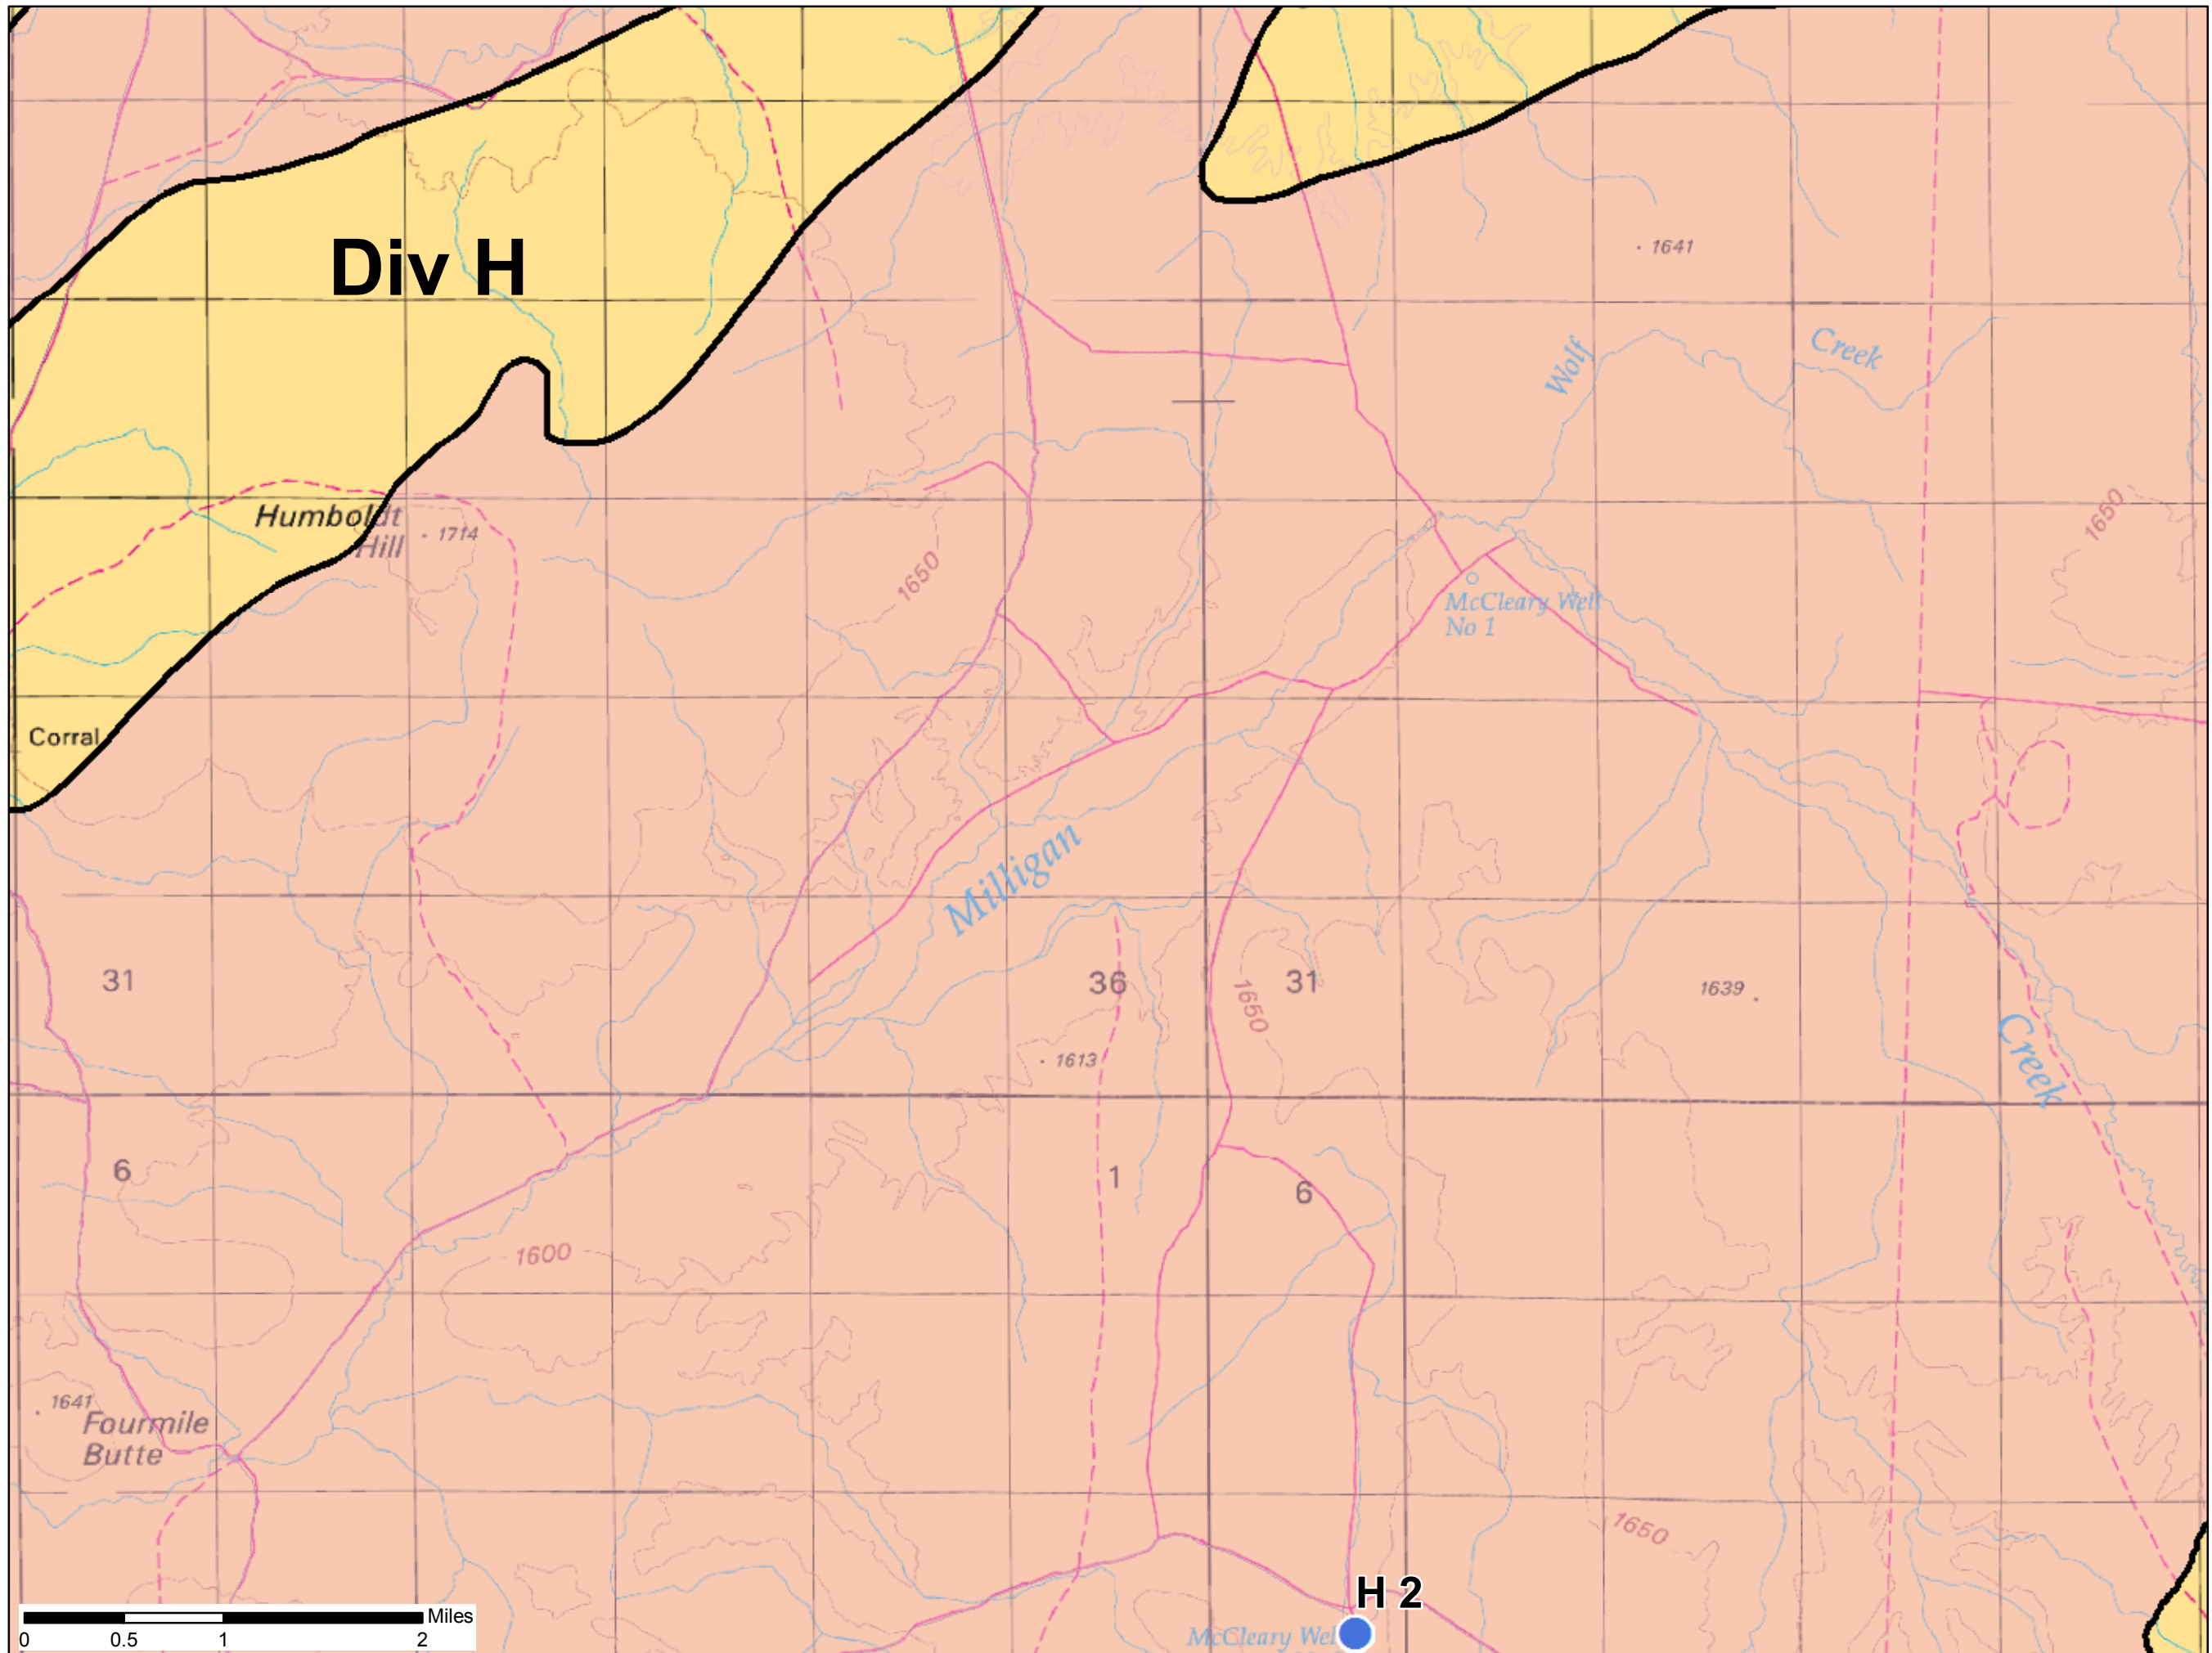 Div H
1641
Wolf
Creek
Humboldt
Hill
1714
1650
1650
McCleary Well
No 1
Corral
Milligan
31
36
31
1650
1639
1613
Creek
6
1
6
1600
1641
Fourmile
Butte
1650
H 2
McCleary Wel
Miles
0 0.5 1 2